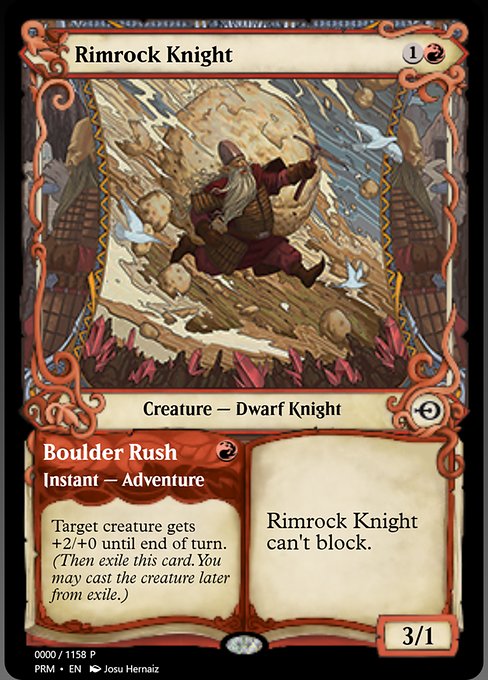 Rimrock Knight 1
Creature — Dwarf Knight
Boulder Rush
Instant — Adventure
Target creature gets
+2/+0 until end of turn.
(Then exile this card. You
may cast the creature later
from exile.)
Rimrock Knight
can't block.
3/1
0000 / 1158 P
PRM • EN Josu Hernaiz